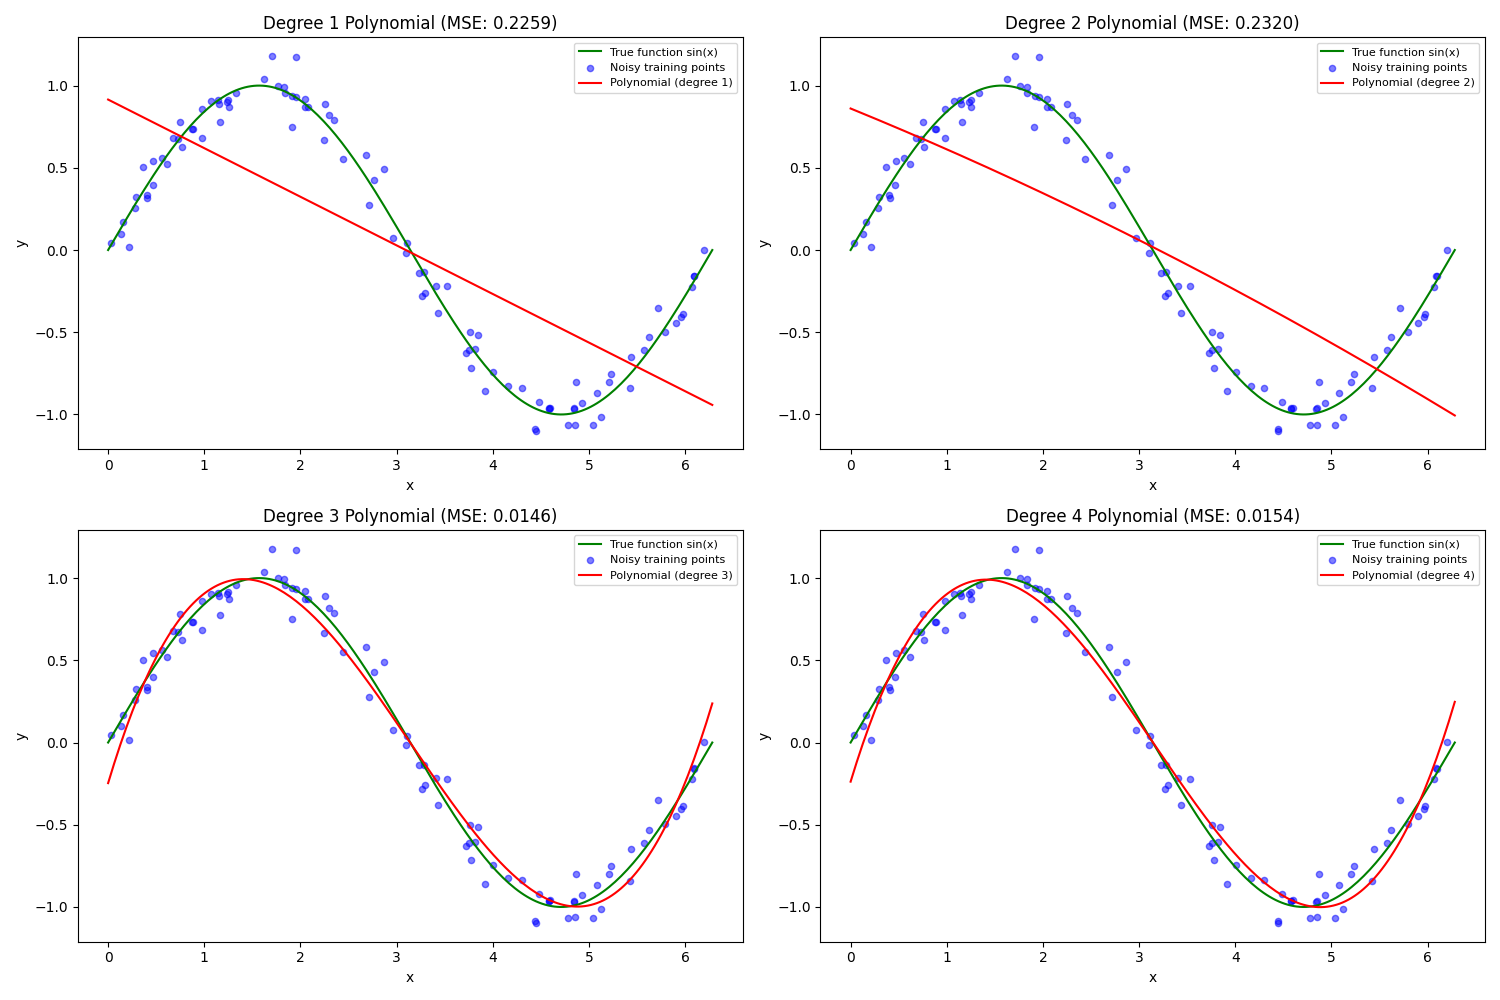 Degree 1 Polynomial (MSE: 0.2259)
True function sin(x)
Noisy training points
Polynomial (degree 1)
1.0
0.5
0.0
−0.5
−1.0
y
0 1 2 3 4 5 6
x
Degree 2 Polynomial (MSE: 0.2320)
True function sin(x)
Noisy training points
Polynomial (degree 2)
1.0
0.5
0.0
−0.5
−1.0
y
0 1 2 3 4 5 6
x
Degree 3 Polynomial (MSE: 0.0146)
True function sin(x)
Noisy training points
Polynomial (degree 3)
1.0
0.5
0.0
−0.5
−1.0
y
0 1 2 3 4 5 6
x
Degree 4 Polynomial (MSE: 0.0154)
True function sin(x)
Noisy training points
Polynomial (degree 4)
1.0
0.5
0.0
−0.5
−1.0
y
0 1 2 3 4 5 6
x